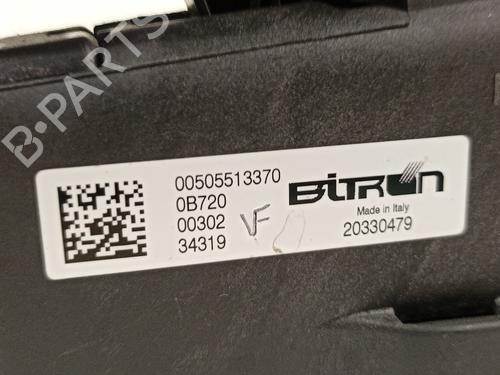 B-PARTS
00505513370
0B720
00302
34319
VF
BITRON
Made in Italy
20330479